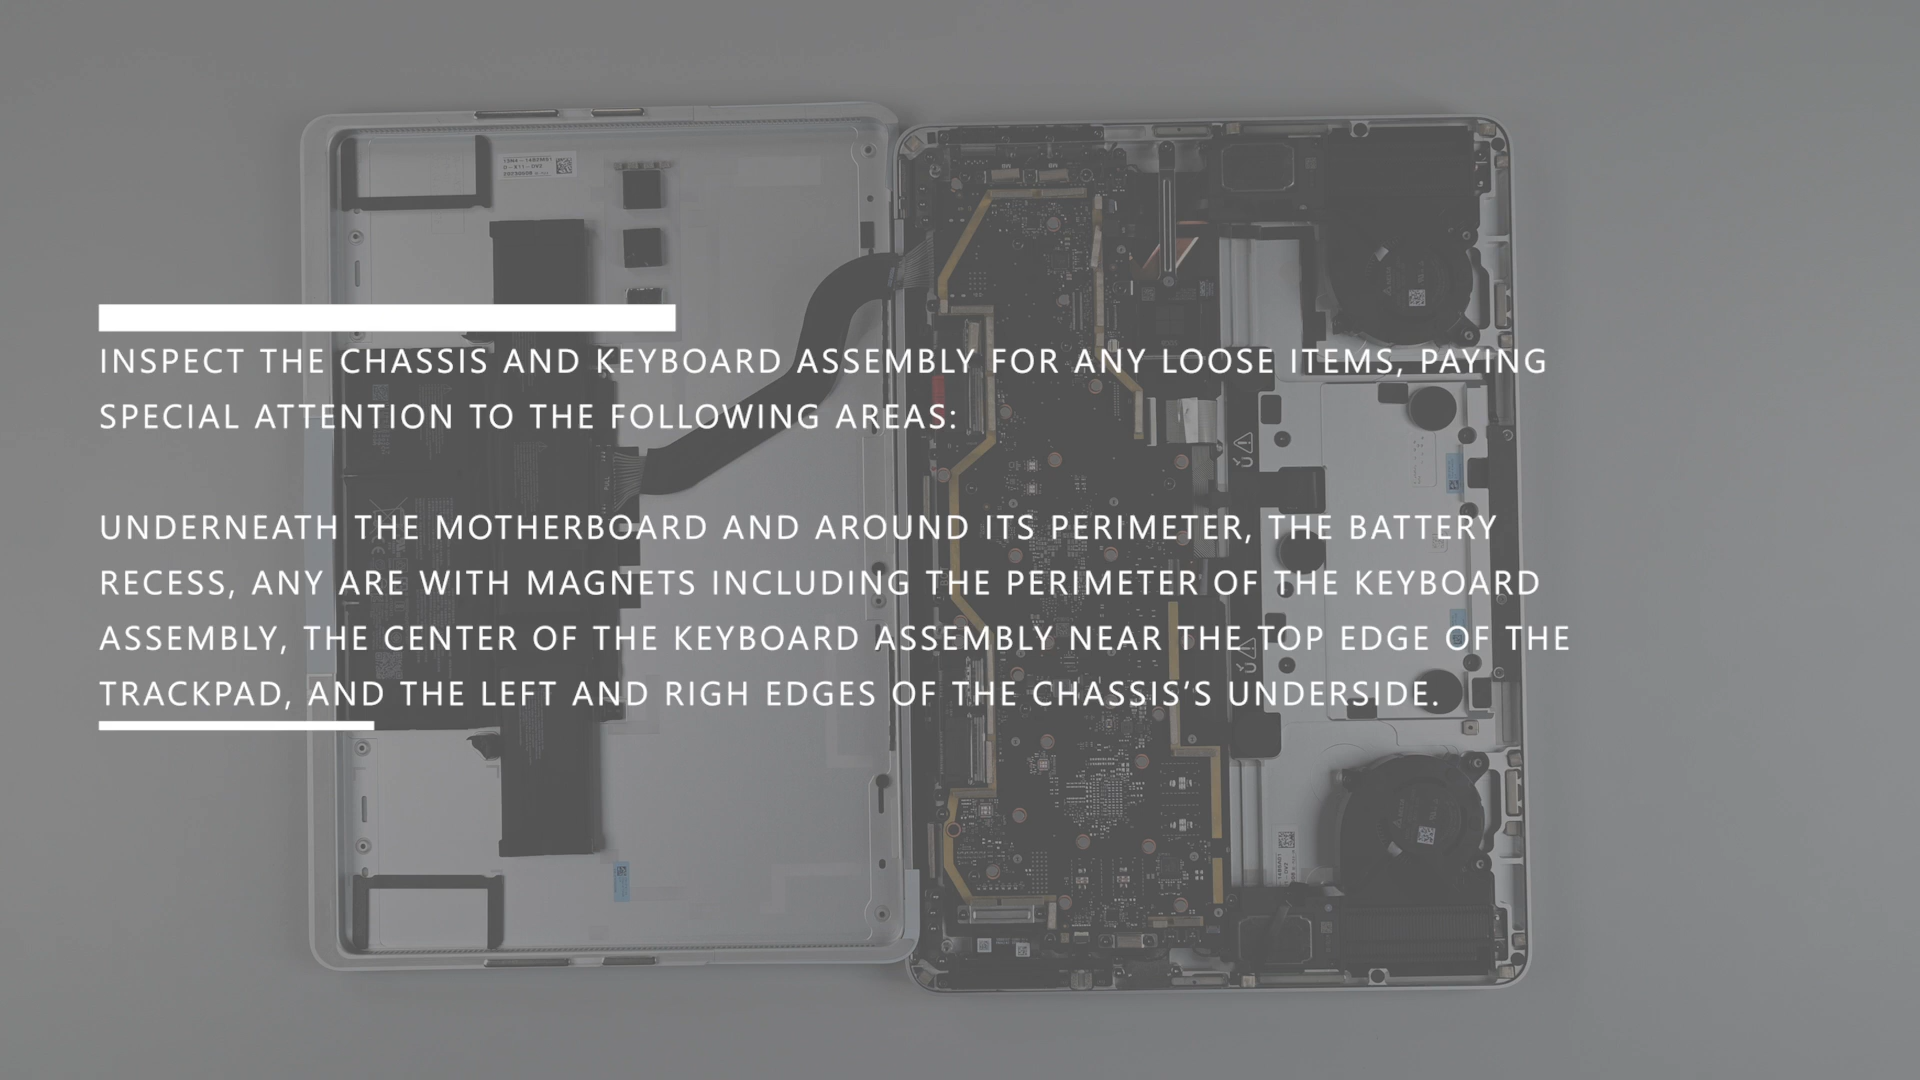 INSPECT THE CHASSIS AND KEYBOARD ASSEMBLY FOR ANY LOOSE ITEMS, PAYING
SPECIAL ATTENTION TO THE FOLLOWING AREAS:
UNDERNEATH THE MOTHERBOARD AND AROUND ITS PERIMETER, THE BATTERY
RECESS, ANY ARE WITH MAGNETS INCLUDING THE PERIMETER OF THE KEYBOARD
ASSEMBLY, THE CENTER OF THE KEYBOARD ASSEMBLY NEAR THE TOP EDGE OF THE
TRACKPAD, AND THE LEFT AND RIGH EDGES OF THE CHASSIS’S UNDERSIDE.